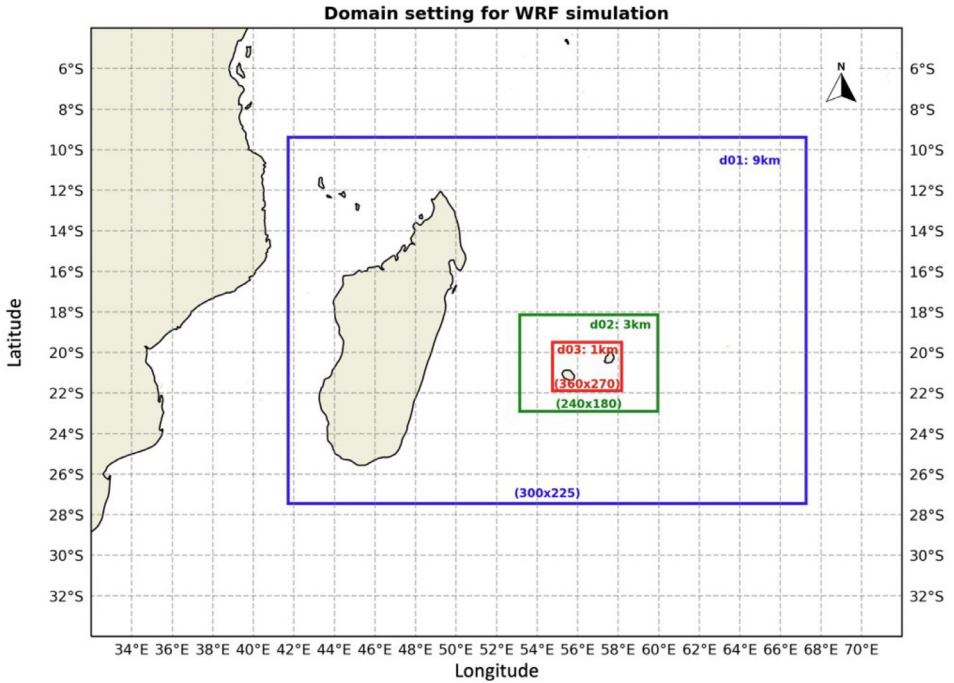 Domain setting for WRF simulation
N
6°S 6°S
8°S 8°S
10°S 10°S
d01: 9km
12°S 12°S
14°S 14°S
16°S 16°S
18°S 18°S
d02: 3km
20°S 20°S
d03: 1km
(360x270)
22°S 22°S
(240x180)
24°S 24°S
26°S 26°S
(300x225)
28°S 28°S
30°S 30°S
32°S 32°S
34°E 36°E 38°E 40°E 42°E 44°E 46°E 48°E 50°E 52°E 54°E 56°E 58°E 60°E 62°E 64°E 66°E 68°E 70°E
Longitude
Latitude